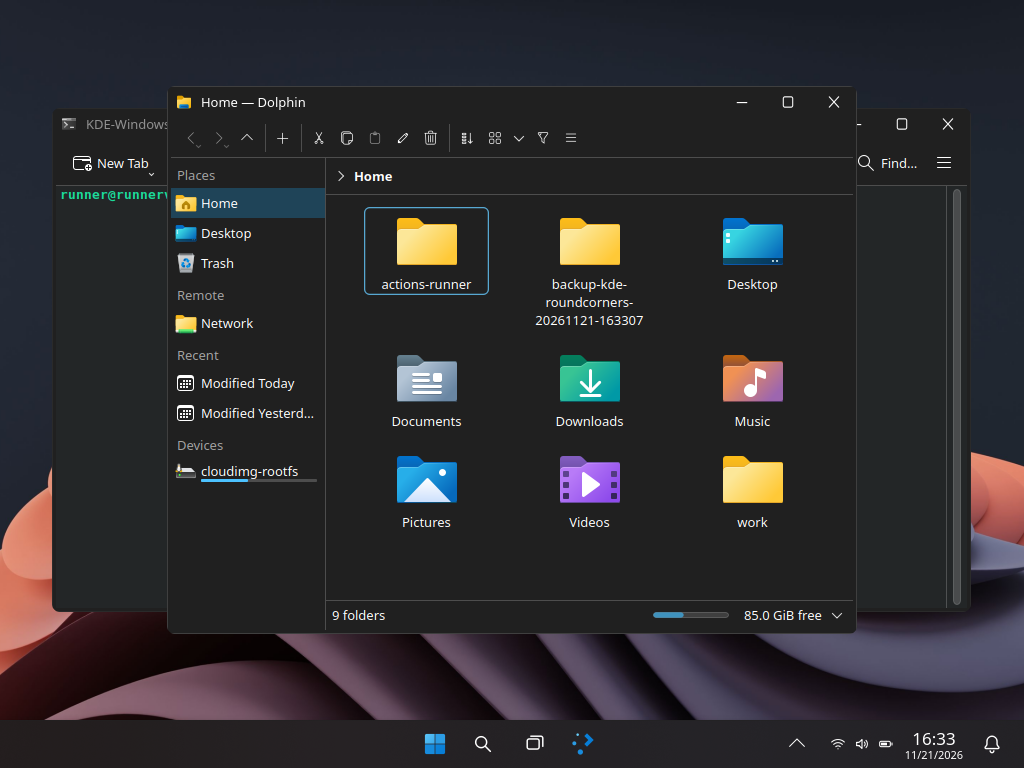 Home — Dolphin
KDE-Windows
New Tab
Find...
runner@runner
Places
Home
Desktop
Trash
Remote
Network
Recent
Modified Today
Modified Yesterd...
Devices
cloudimg-rootfs
Home
actions-runner
backup-kde-
roundcorners-
20261121-163307
Desktop
Documents
Downloads
Music
Pictures
Videos
work
9 folders
85.0 GiB free
16:33
11/21/2026